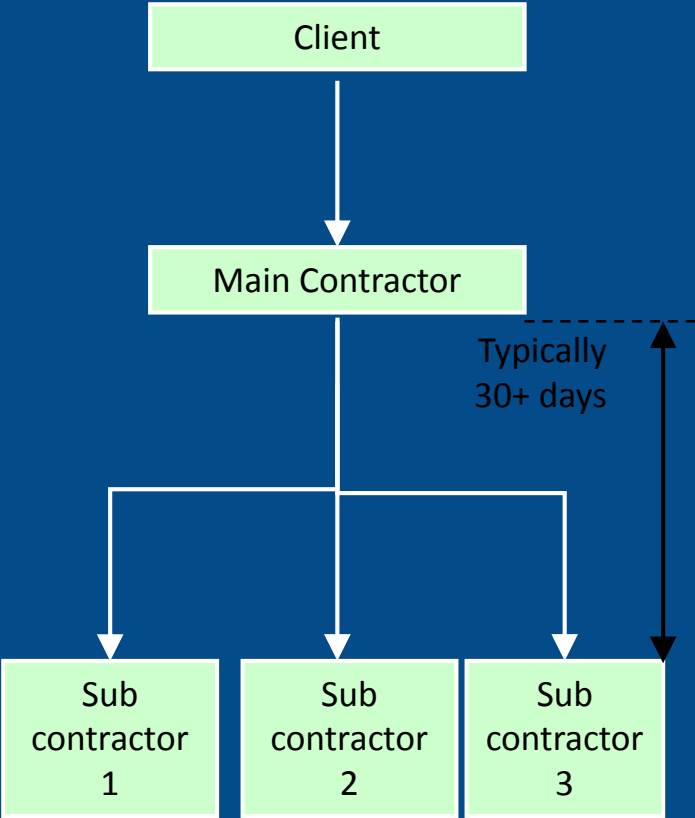 Client
Main Contractor
Typically
30+ days
Sub
contractor
1
Sub
contractor
2
Sub
contractor
3